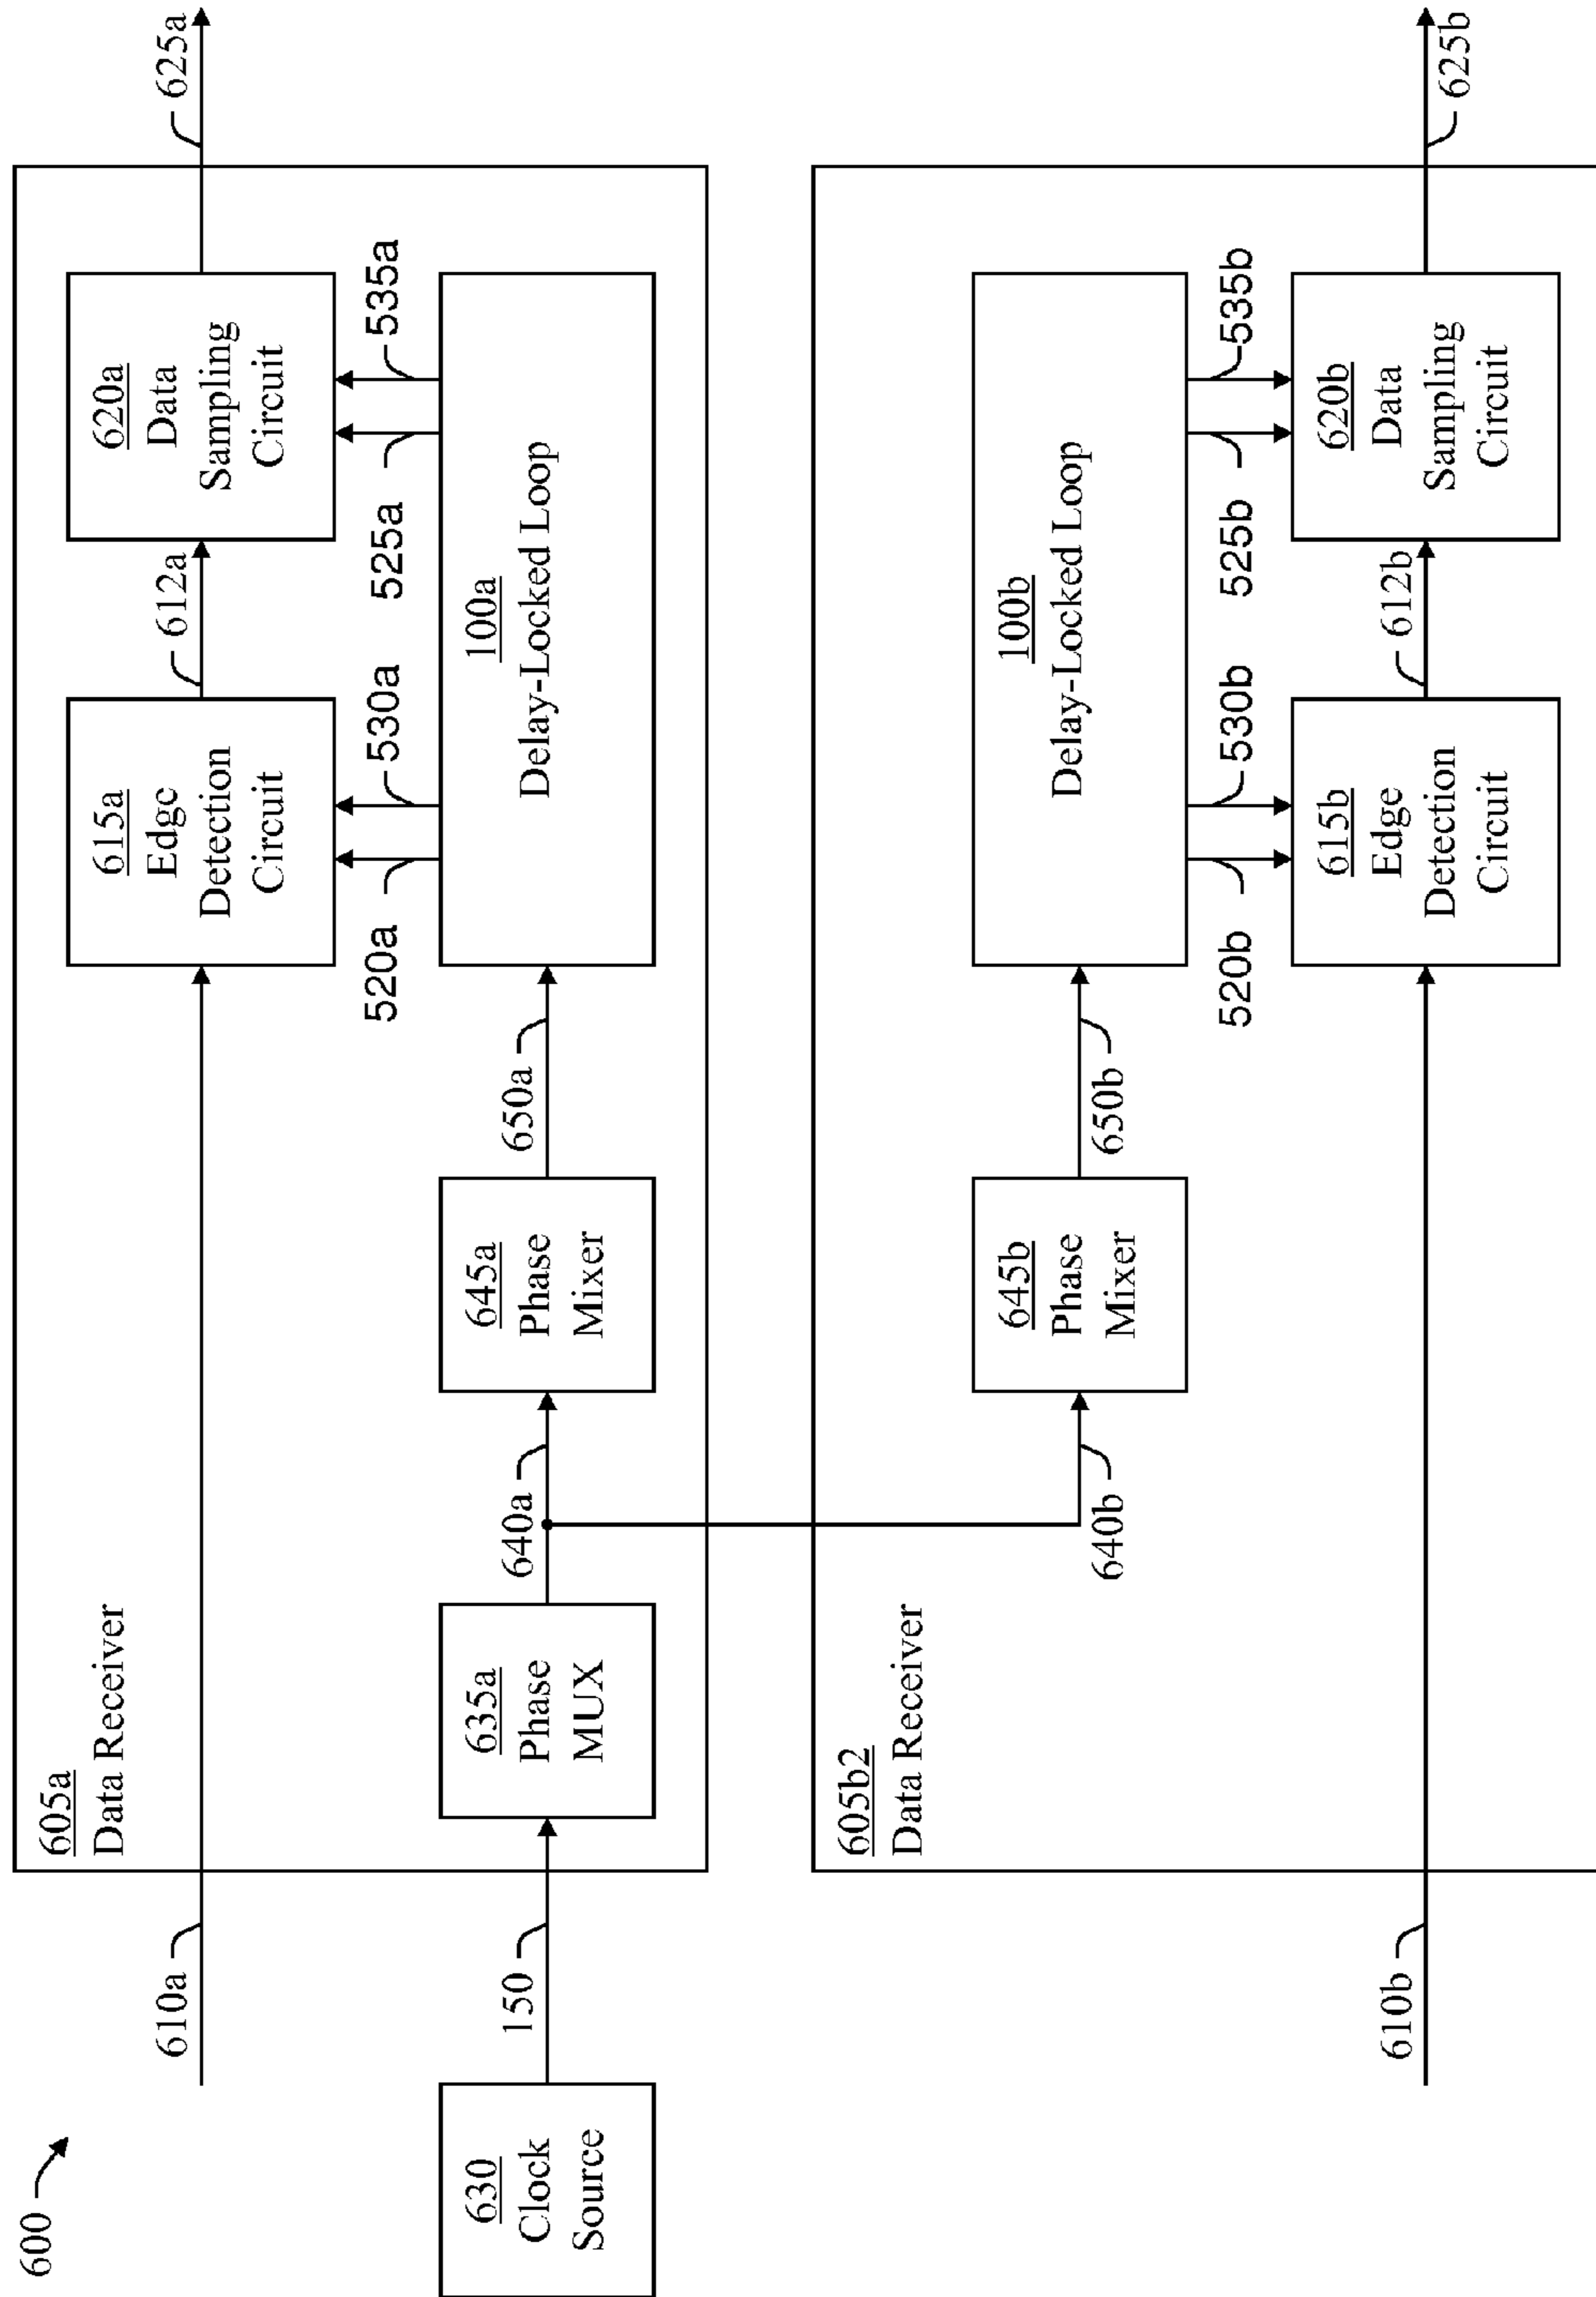 600
605a
Data Receiver
610a
612a
625a
615a
Edge
Detection
Circuit
620a
Data
Sampling
Circuit
520a
530a
525a
535a
630
Clock
Source
150
635a
Phase
MUX
640a
645a
Phase
Mixer
650a
100a
Delay-Locked Loop
605b2
Data Receiver
640b
645b
Phase
Mixer
650b
100b
Delay-Locked Loop
520b
530b
525b
535b
610b
615b
Edge
Detection
Circuit
612b
620b
Data
Sampling
Circuit
625b